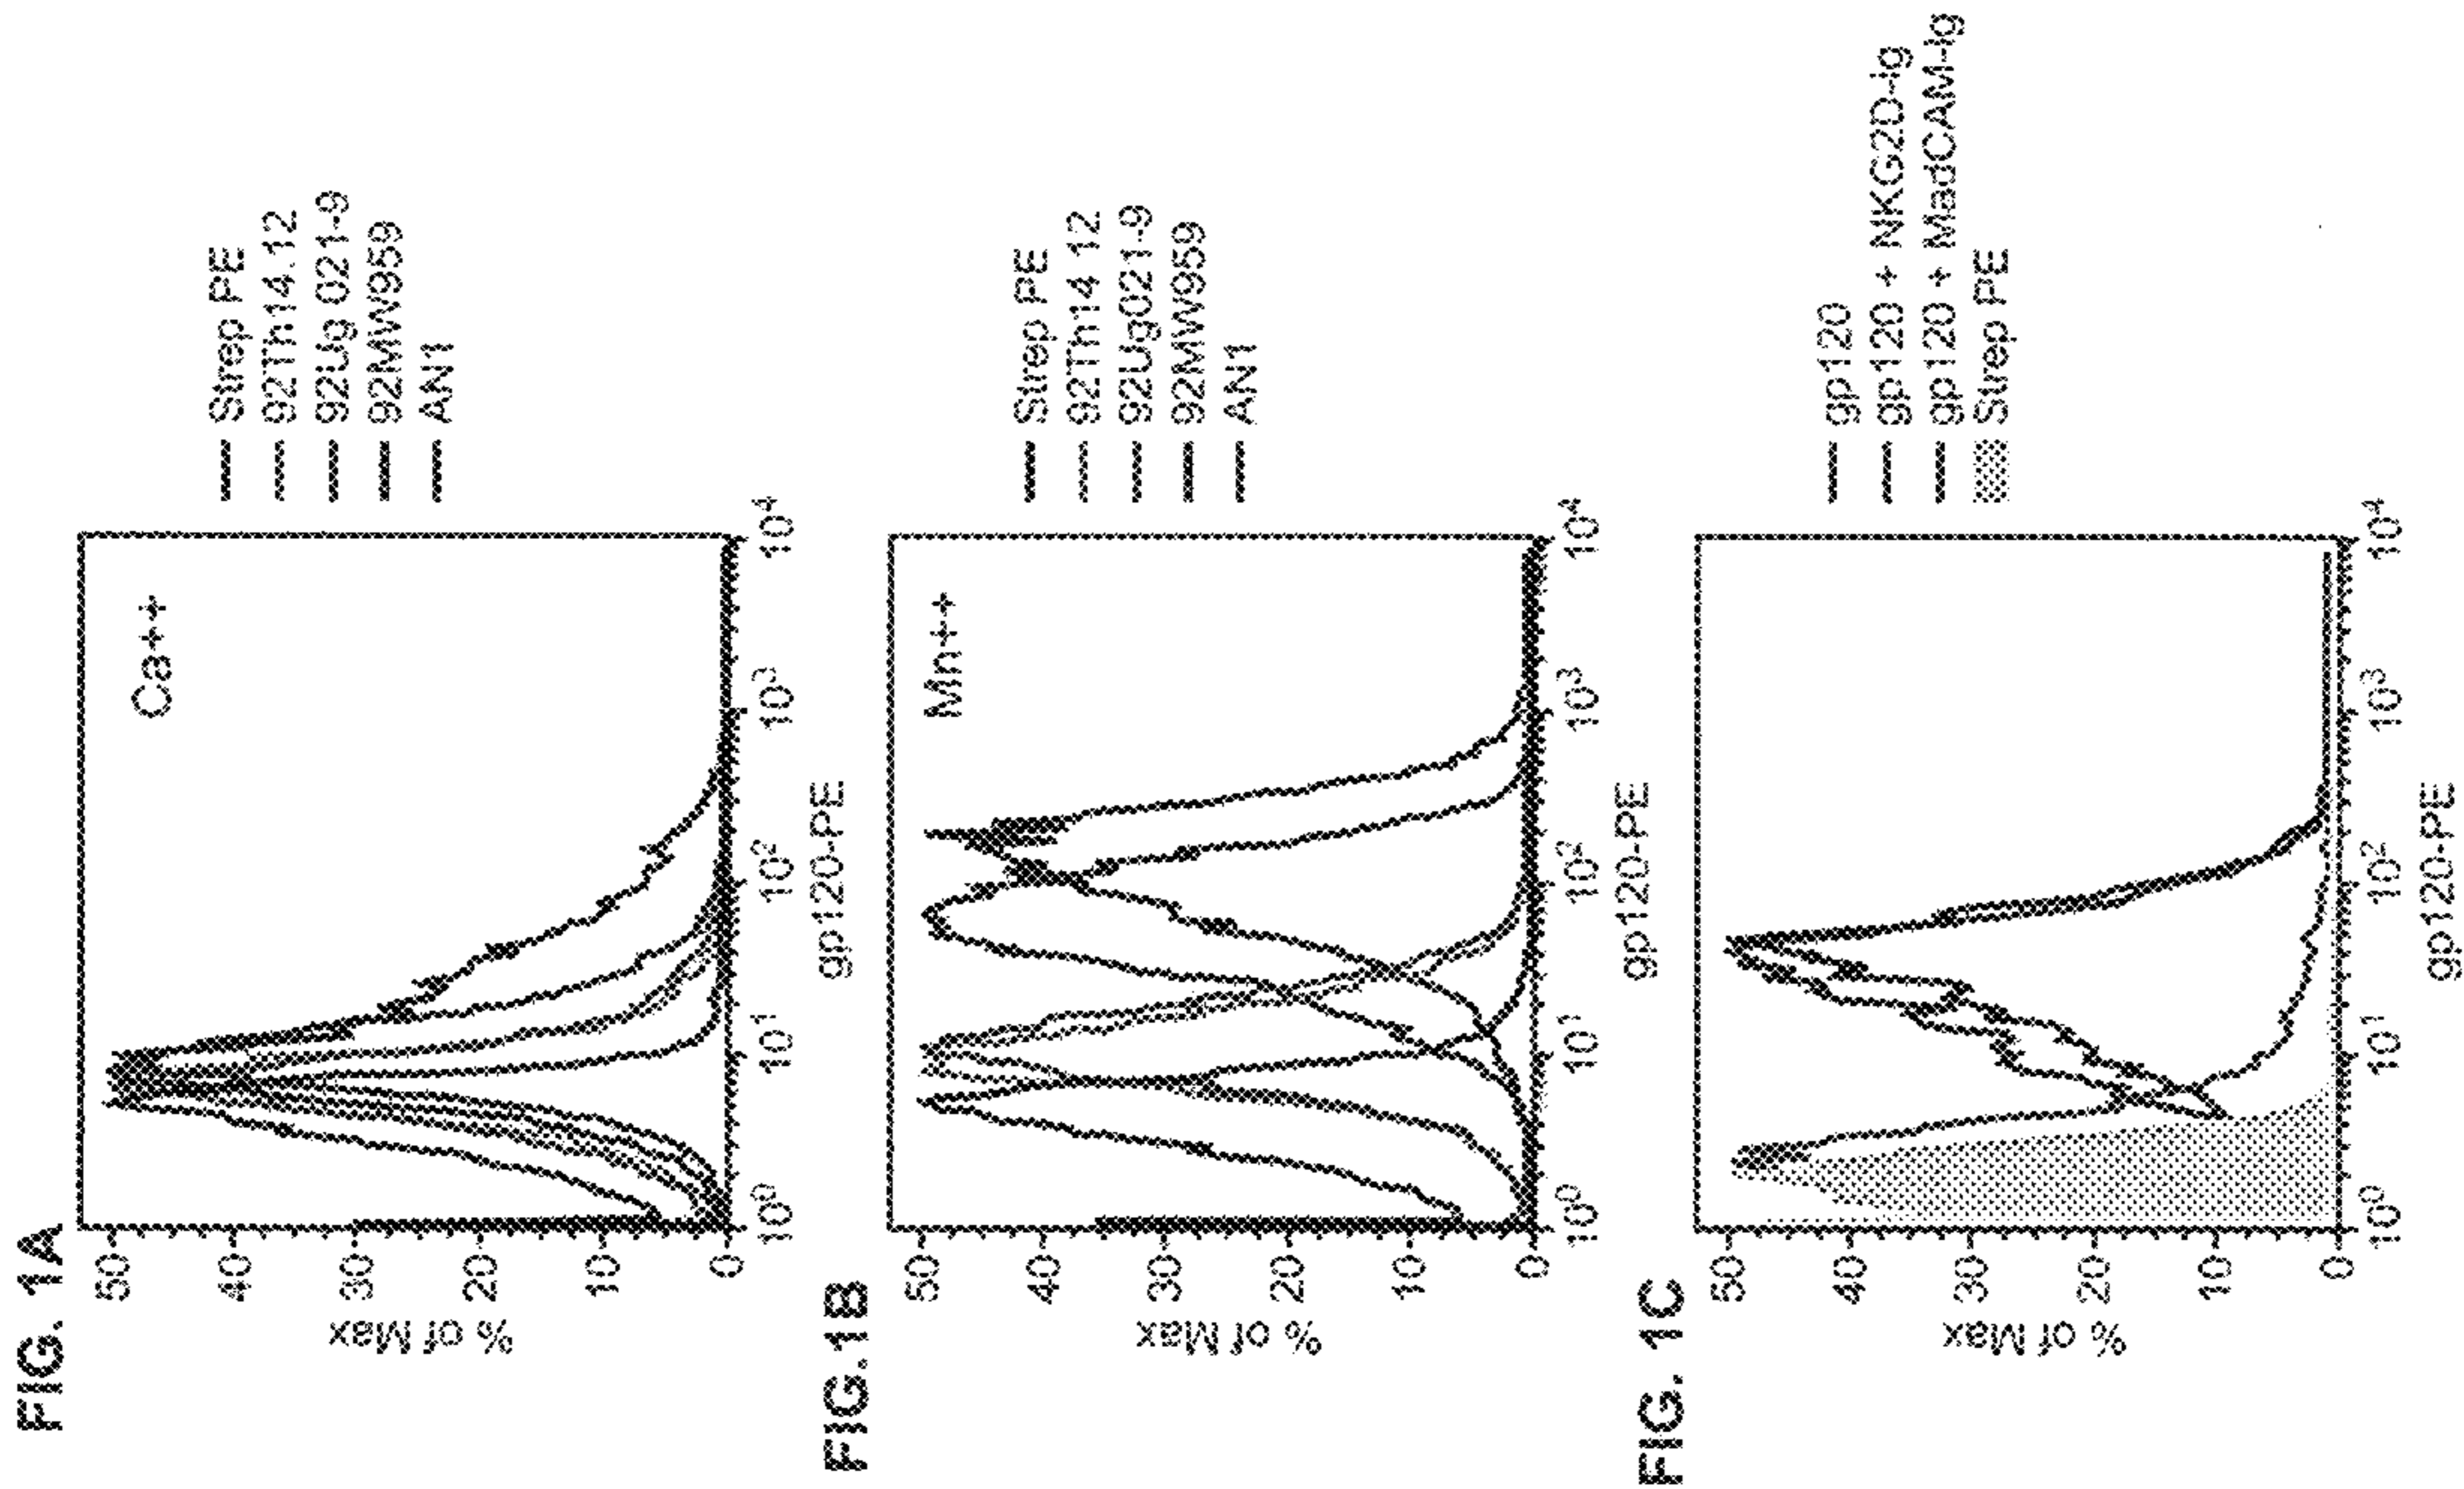 FIG. 1A
Ca++
% of Max
50
40
30
20
10
0
10⁰
10¹
10²
10³
10⁴
gp120-PE
Strep PE
92Th14.12
92Ug 021-9
92MW959
AN1
FIG.1B
Mn++
% of Max
50
40
30
20
10
0
10⁰
10¹
10²
10³
10⁴
gp120-PE
Strep PE
92Th14 12
92Ug021-9
92MW959
AN1
FIG. 1C
% of Max
50
40
30
20
10
0
10⁰
10¹
10²
10³
10⁴
gp120-PE
gp120
gp120 + NKG2D-Ig
gp120 + MadCAM-Ig
Strep PE